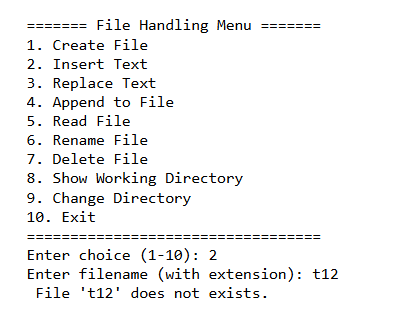 ======= File Handling Menu =======
1. Create File
2. Insert Text
3. Replace Text
4. Append to File
5. Read File
6. Rename File
7. Delete File
8. Show Working Directory
9. Change Directory
10. Exit
==================================
Enter choice (1-10): 2
Enter filename (with extension): t12
 File 't12' does not exists.